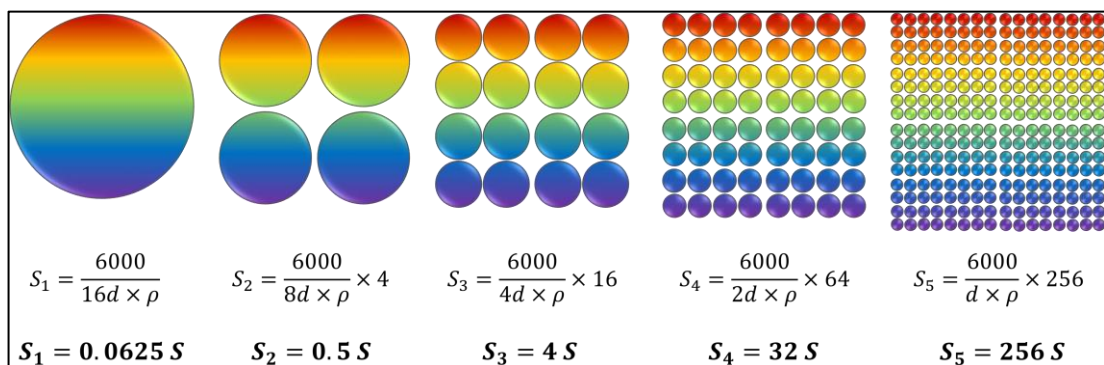 S₁ = 6000 / (16d × ρ)
S₂ = 6000 / (8d × ρ) × 4
S₃ = 6000 / (4d × ρ) × 16
S₄ = 6000 / (2d × ρ) × 64
S₅ = 6000 / (d × ρ) × 256
S₁ = 0.0625 S
S₂ = 0.5 S
S₃ = 4 S
S₄ = 32 S
S₅ = 256 S